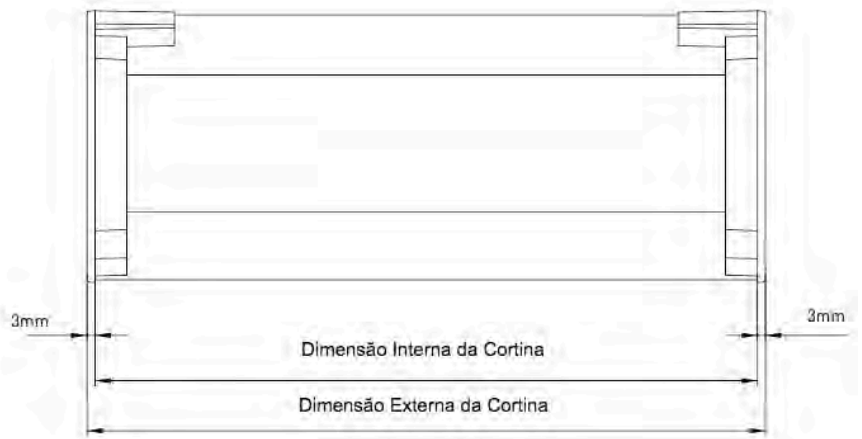 3mm
3mm
Dimensão Interna da Cortina
Dimensão Externa da Cortina